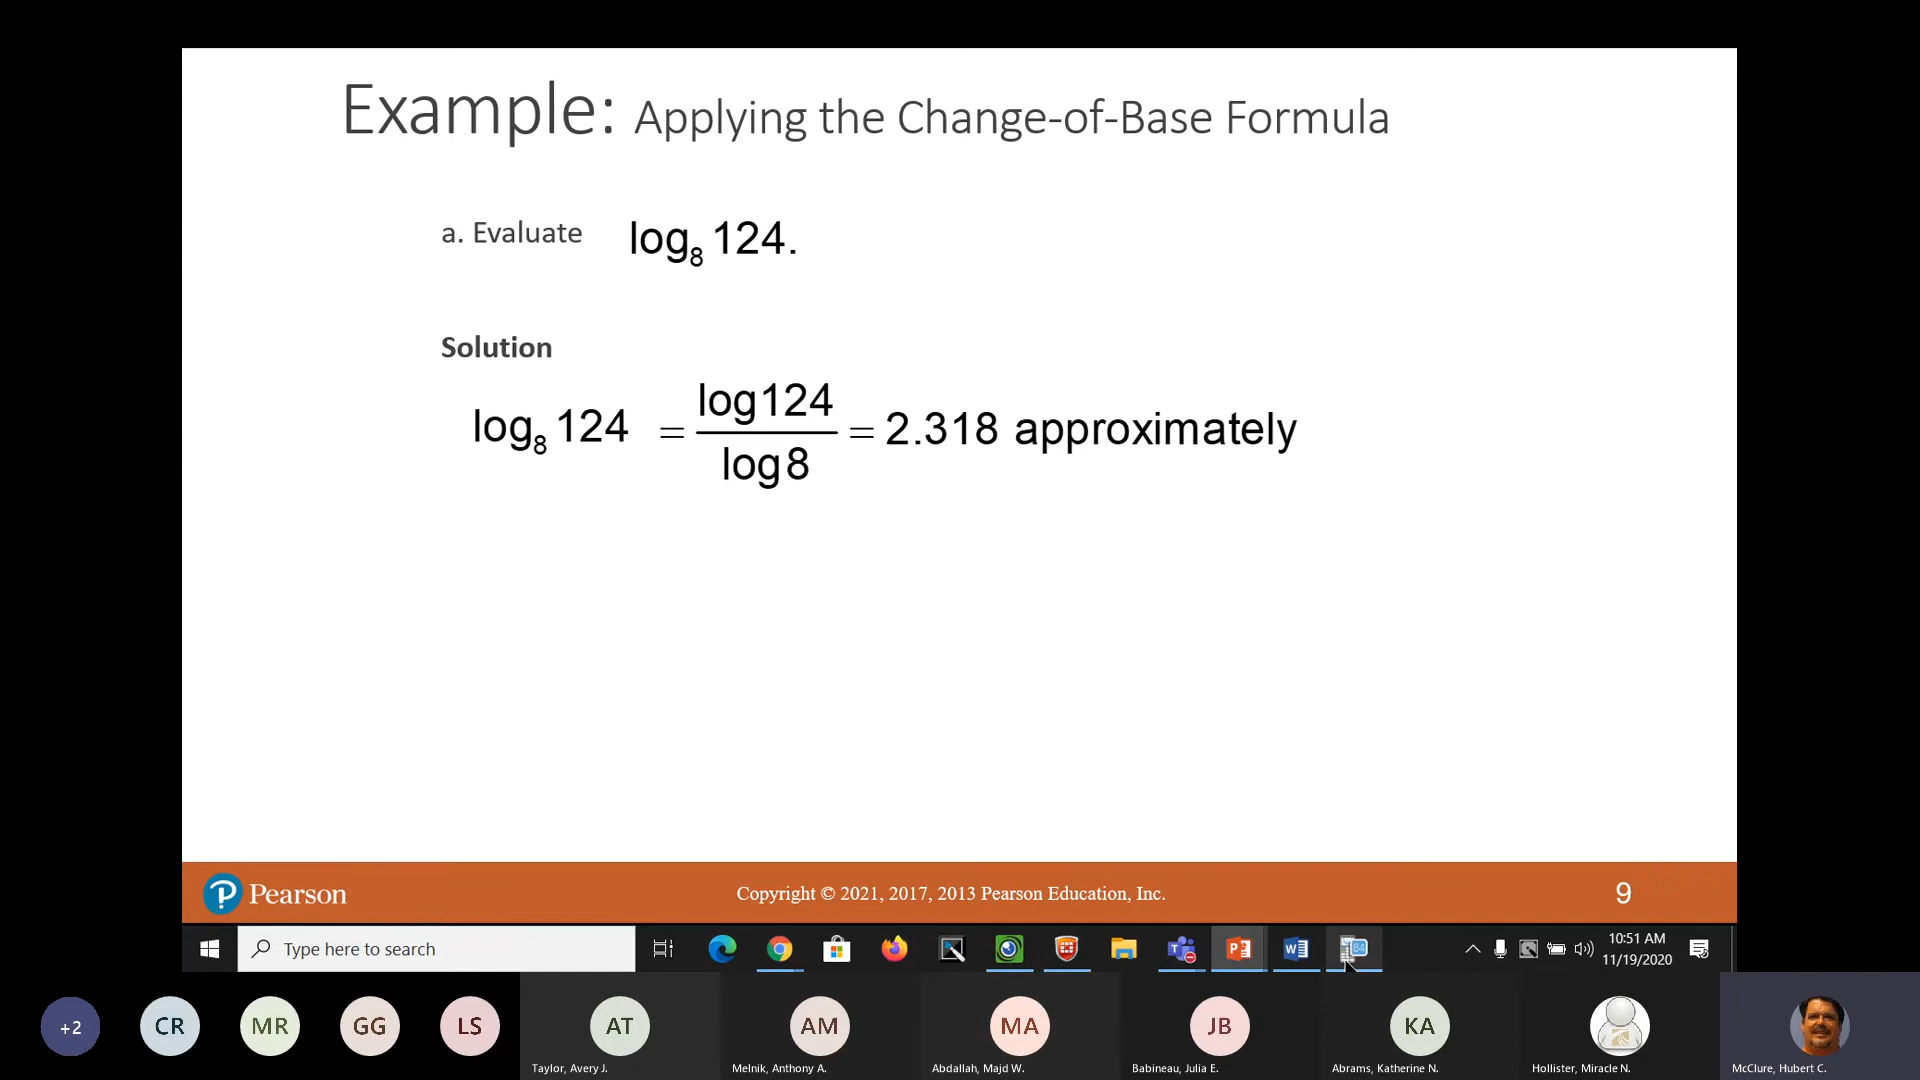 Example: Applying the Change-of-Base Formula
a. Evaluate log₈ 124.
Solution
log₈ 124 = log124 / log8 = 2.318 approximately
Pearson
Copyright © 2021, 2017, 2013 Pearson Education, Inc.
9
Type here to search
10:51 AM
11/19/2020
+2
CR
MR
GG
LS
AT
AM
MA
JB
KA
Taylor, Avery J.
Melnik, Anthony A.
Abdallah, Majd W.
Babineau, Julia E.
Abrams, Katherine N.
Hollister, Miracle N.
McClure, Hubert C.